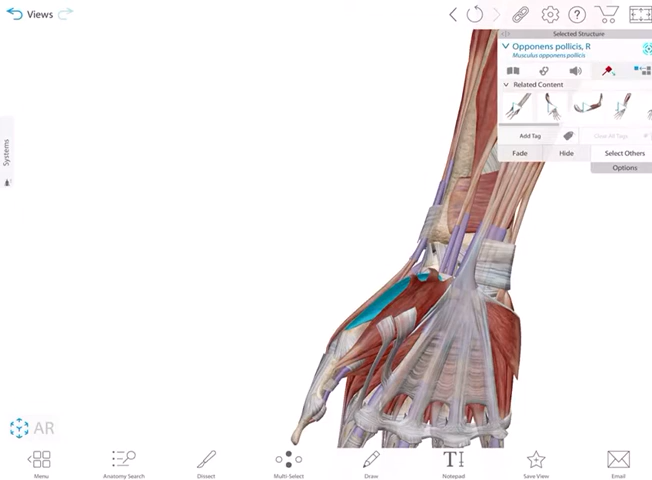 Views
Selected Structure
Opponens pollicis, R
Musculus opponens pollicis
Related Content
Add Tag
Clear All Tags
Fade
Hide
Select Others
Options
Systems
AR
Menu
Anatomy Search
Dissect
Multi-Select
Draw
Notepad
Save View
Email